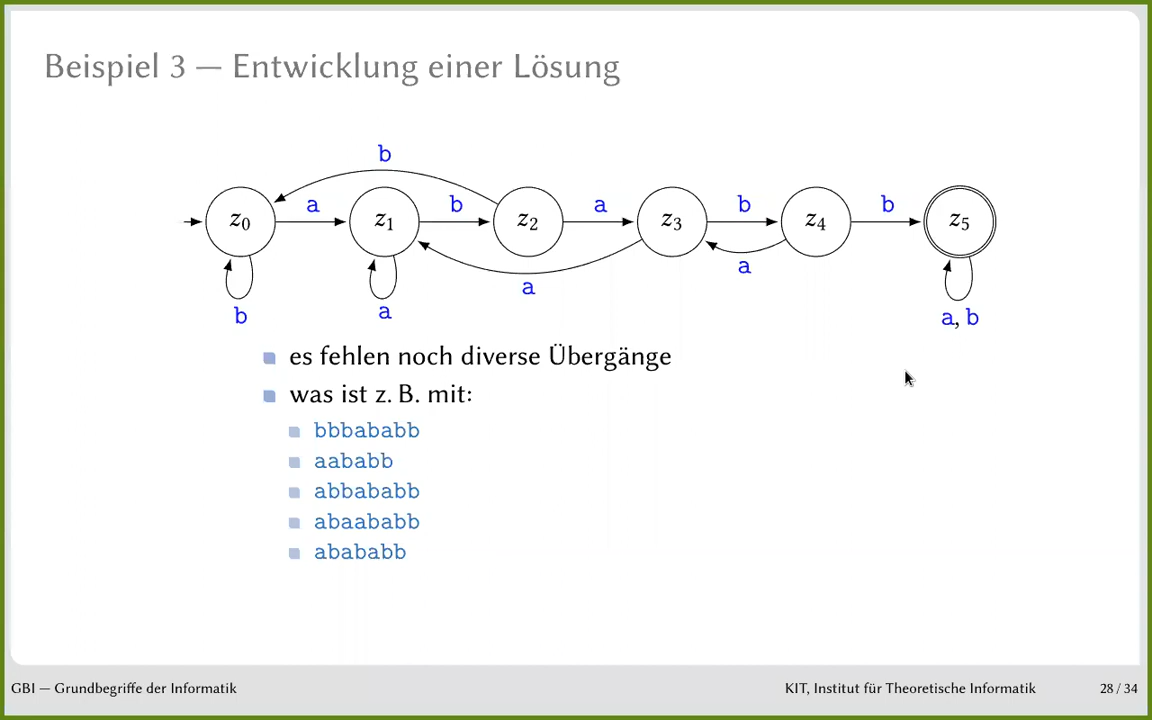 Beispiel 3 — Entwicklung einer Lösung
b
a b a b b
z0 z1 z2 z3 z4 z5
a
a
b a a, b
es fehlen noch diverse Übergänge
was ist z. B. mit:
bbbababb
aababb
abbababb
abaababb
abababb
GBI — Grundbegriffe der Informatik KIT, Institut für Theoretische Informatik 28 / 34